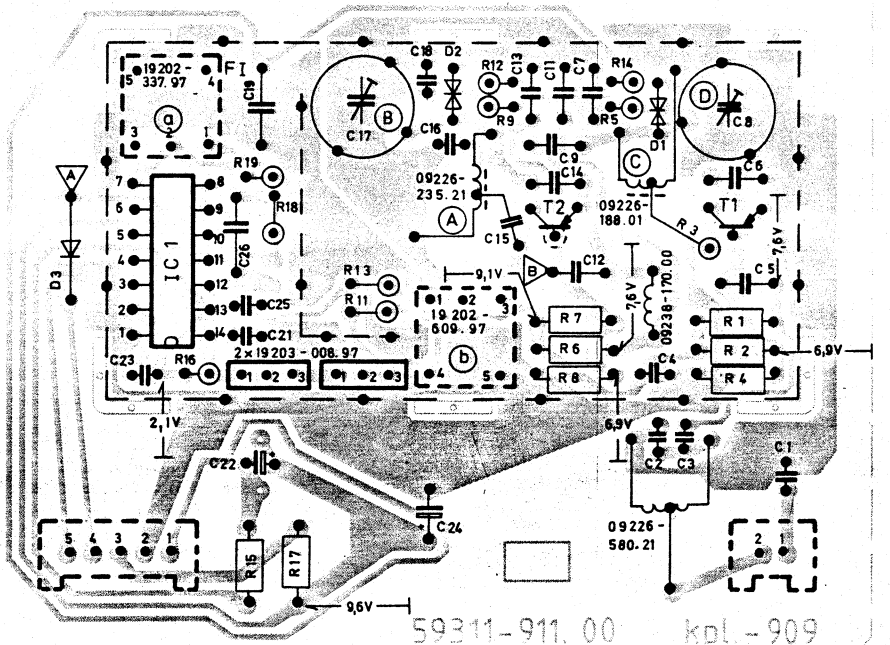 19202-
337.97
FI
5
4
a
3
2
1
C19
C17
B
C18
D2
R12
C13
C11
C7
R14
R9
R5
D1
D
C8
C16
C9
C14
C
C6
A
R19
R18
09226-
235.21
A
C15
T2
09226-
188.01
R3
T1
7,6V
7
8
6
9
5
10
4
11
3
12
2
13
1
14
IC1
C26
D3
C25
C21
R13
R11
9,1V
B
C12
7,6V
09238-170.00
C5
1
2
3
19202-
609.97
b
4
5
R7
R6
R8
R1
R2
R4
6,9V
C4
C23
R16
2x19203-008.97
1
2
3
1
2
3
2,1V
6,9V
C22
C2
C3
C1
C24
09226-
580.21
5
4
3
2
1
R15
R17
2
1
9,6V
59311-911.00
kpl.-909